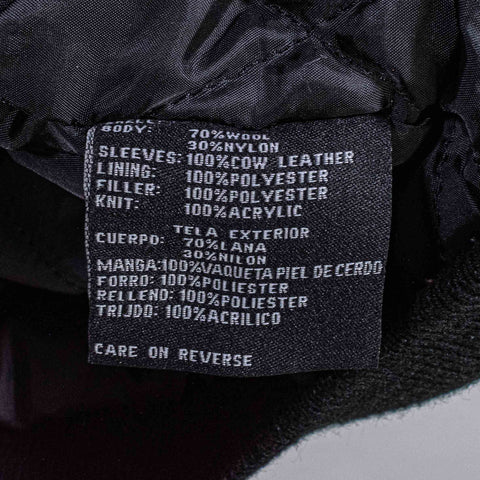 BODY: 70%WOOL
30%NYLON
SLEEVES: 100%COW LEATHER
LINING: 100%POLYESTER
FILLER: 100%POLYESTER
KNIT: 100%ACRYLIC
TELA EXTERIOR
CUERPO: 70%LANA
30%NILON
MANGA:100%VAQUETA PIEL DE CERDO
FORRO: 100%POLIESTER
RELLENO: 100%POLIESTER
TRIJDO: 100%ACRILICO
CARE ON REVERSE